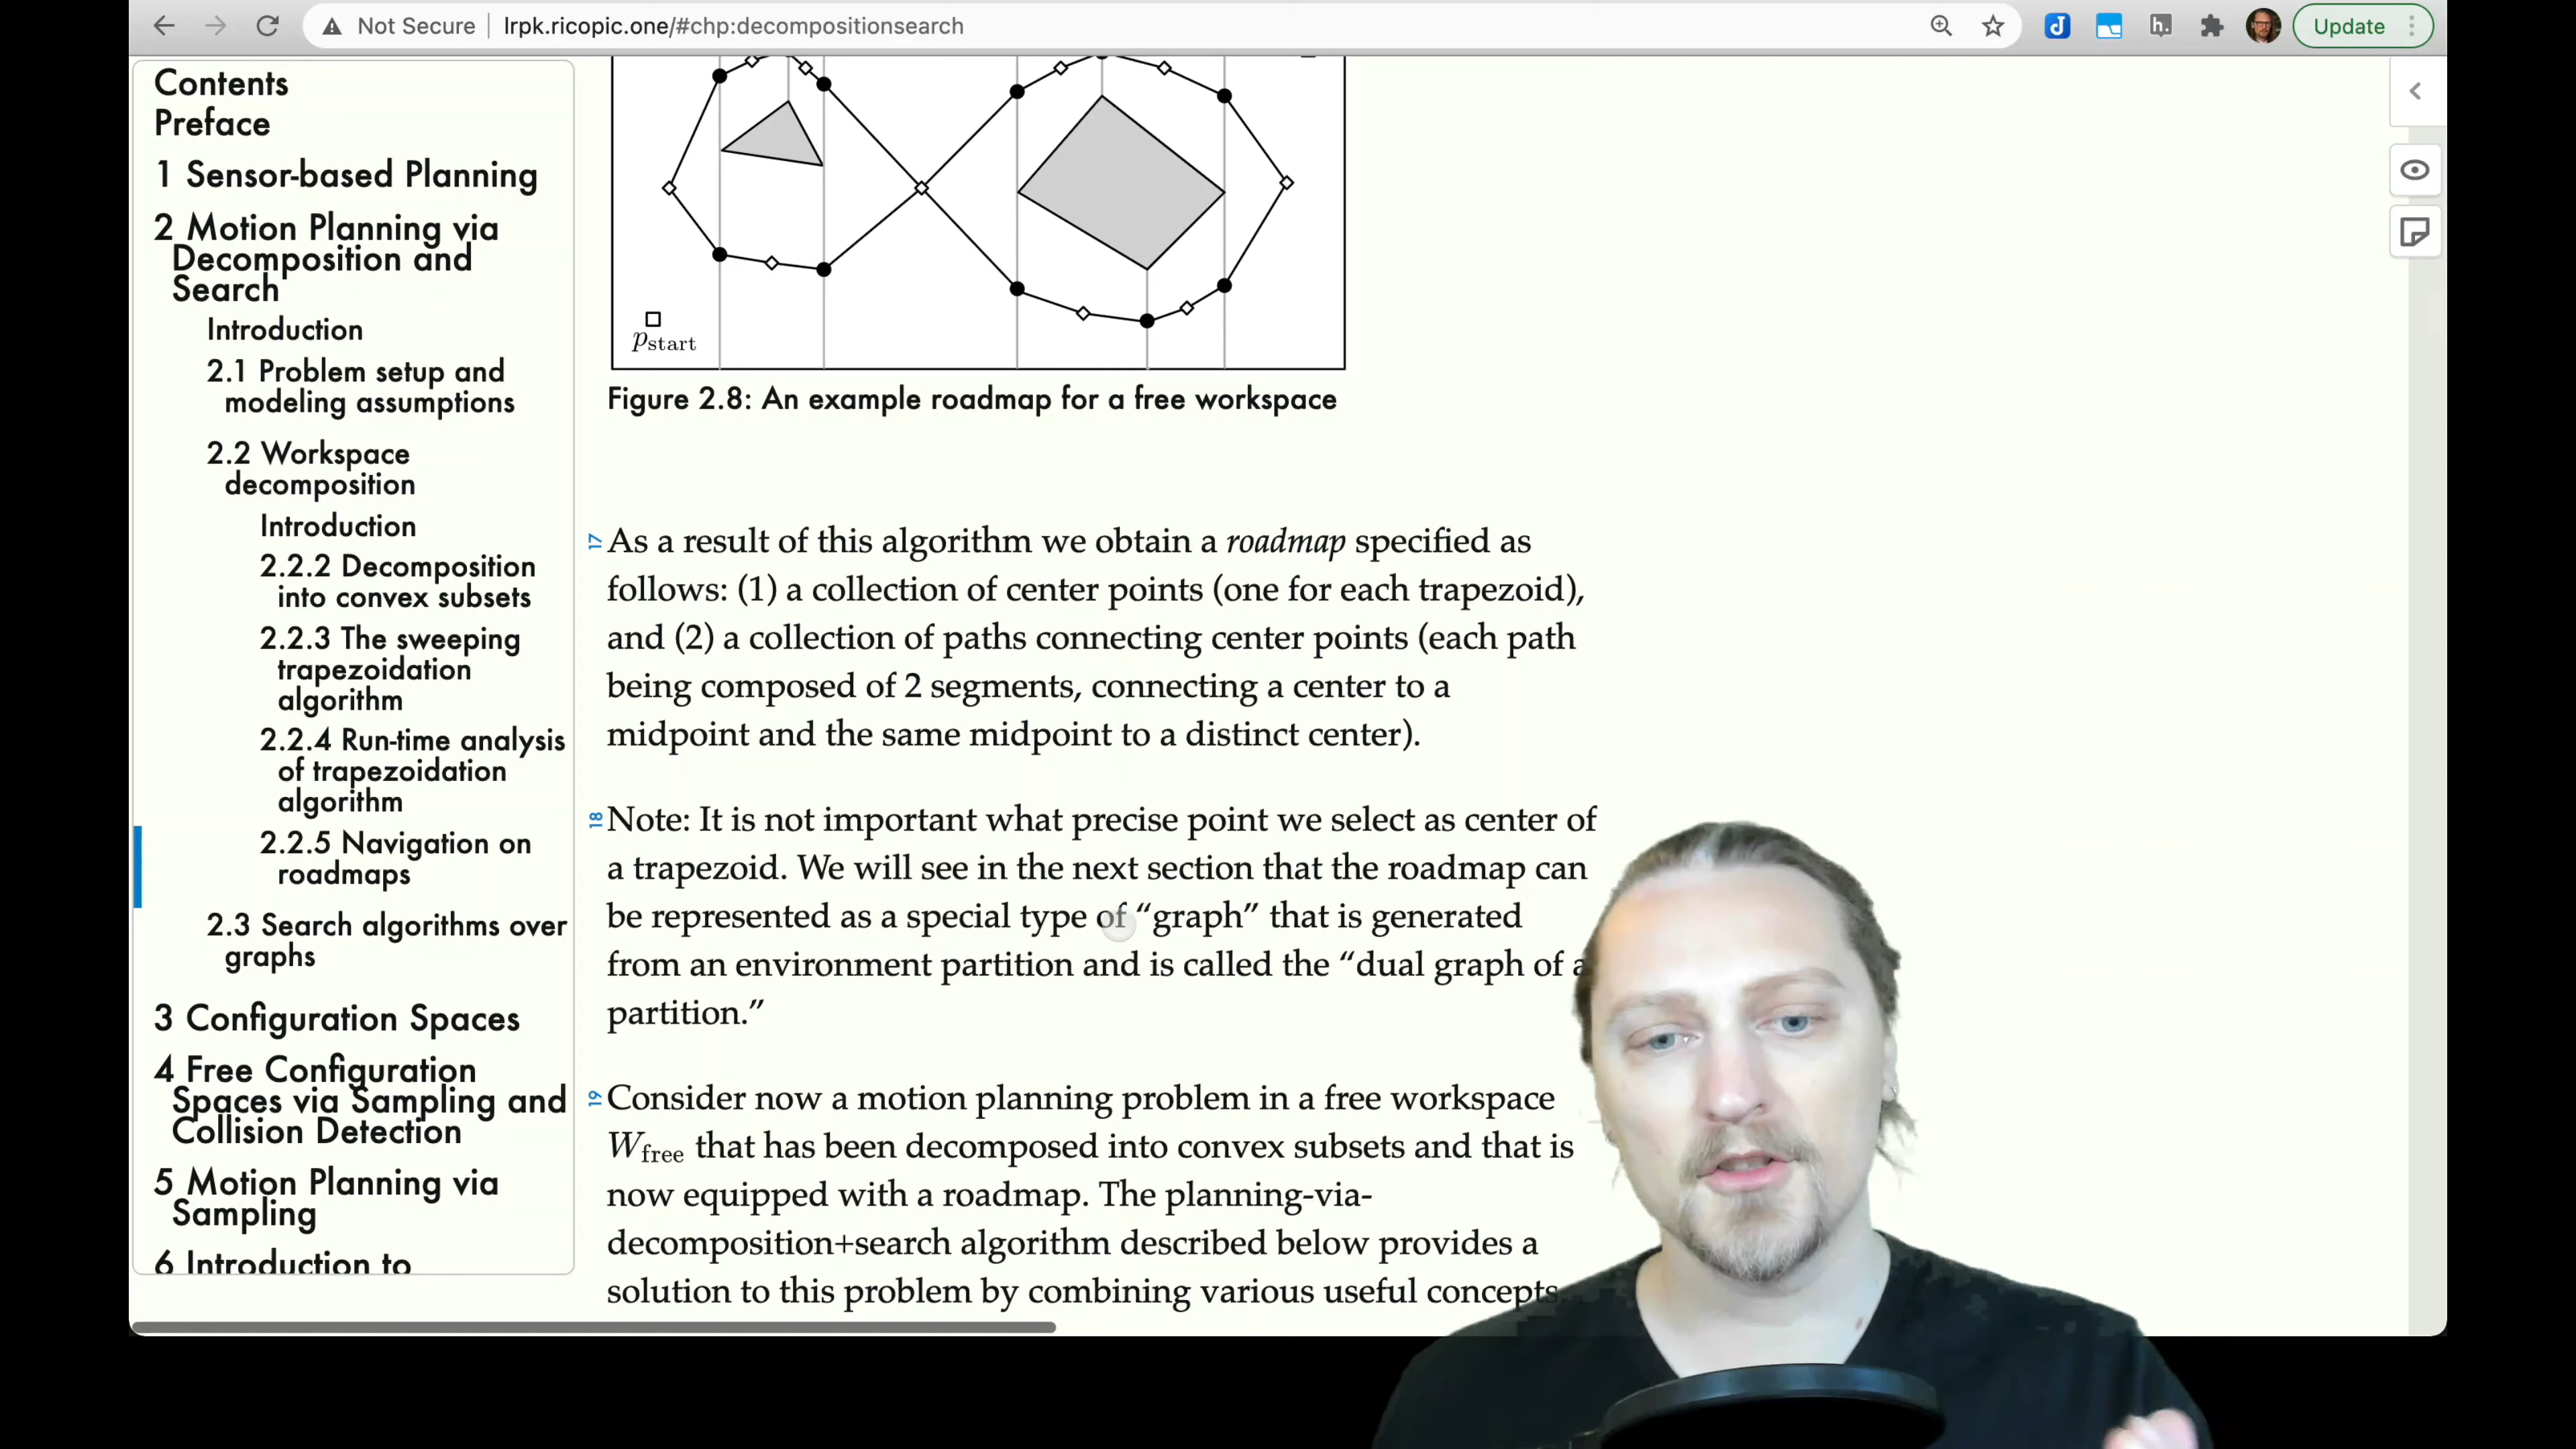 Not Secure | lrpk.ricopic.one/#chp:decompositionsearch
Update
Contents
Preface
1 Sensor-based Planning
2 Motion Planning via
Decomposition and
Search
Introduction
2.1 Problem setup and
modeling assumptions
2.2 Workspace
decomposition
Introduction
2.2.2 Decomposition
into convex subsets
2.2.3 The sweeping
trapezoidation
algorithm
2.2.4 Run-time analysis
of trapezoidation
algorithm
2.2.5 Navigation on
roadmaps
2.3 Search algorithms over
graphs
3 Configuration Spaces
4 Free Configuration
Spaces via Sampling and
Collision Detection
5 Motion Planning via
Sampling
6 Introduction to
pstart
Figure 2.8: An example roadmap for a free workspace
17 As a result of this algorithm we obtain a roadmap specified as
follows: (1) a collection of center points (one for each trapezoid),
and (2) a collection of paths connecting center points (each path
being composed of 2 segments, connecting a center to a
midpoint and the same midpoint to a distinct center).
18 Note: It is not important what precise point we select as center of
a trapezoid. We will see in the next section that the roadmap can
be represented as a special type of “graph” that is generated
from an environment partition and is called the “dual graph of a
partition.”
19 Consider now a motion planning problem in a free workspace
Wfree that has been decomposed into convex subsets and that is
now equipped with a roadmap. The planning-via-
decomposition+search algorithm described below provides a
solution to this problem by combining various useful concepts